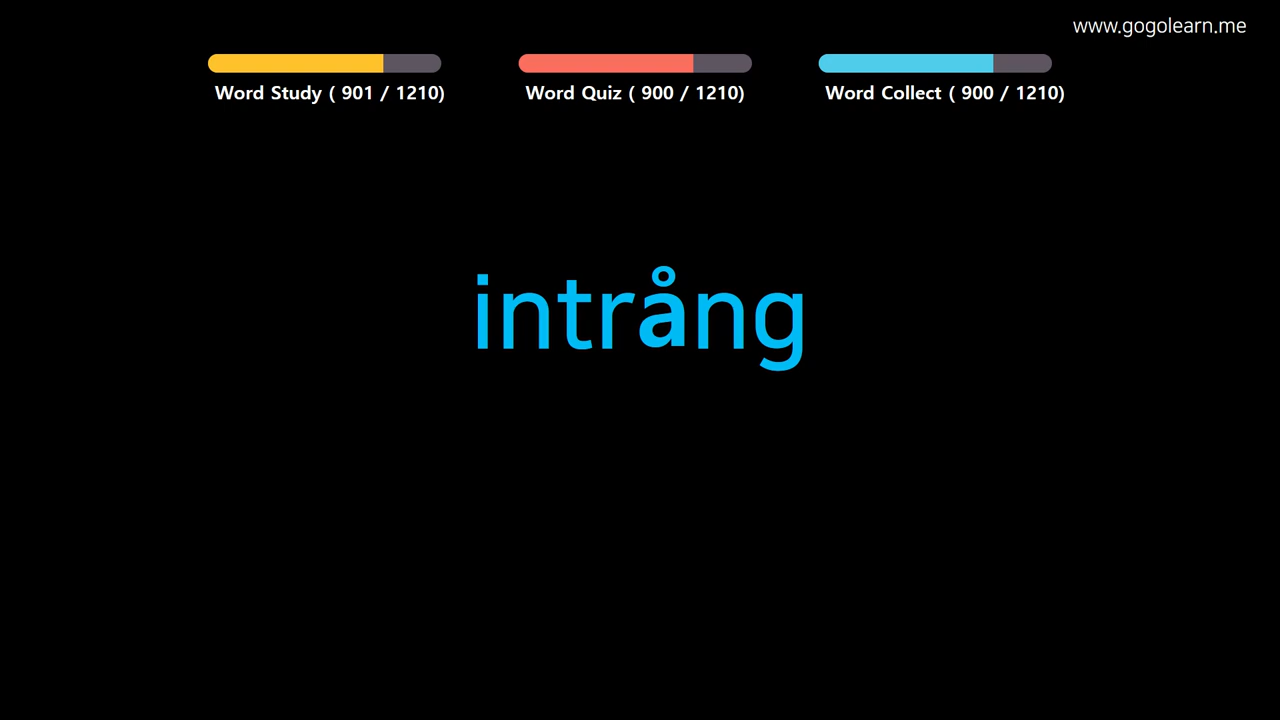 www.gogolearn.me
Word Study ( 901 / 1210)
Word Quiz ( 900 / 1210)
Word Collect ( 900 / 1210)
intrång